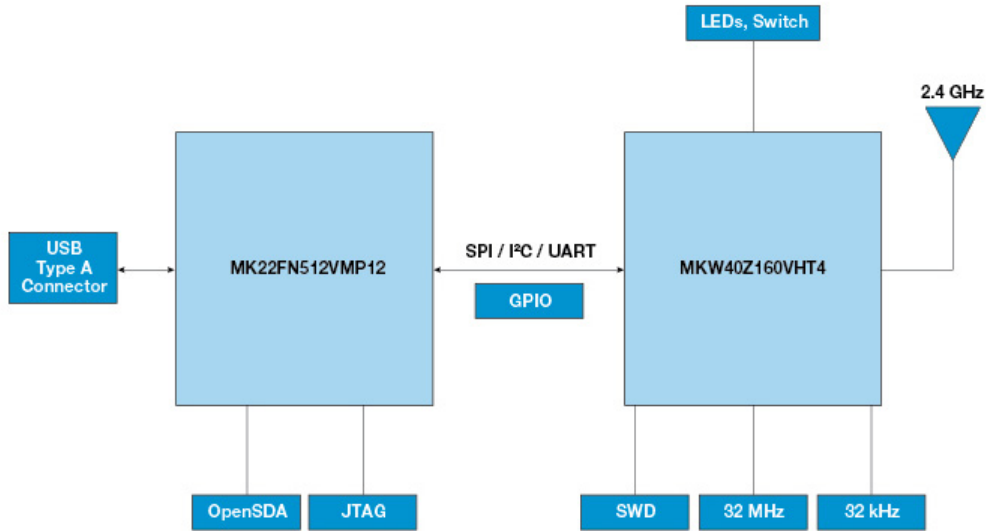 LEDs, Switch
2.4 GHz
USB
Type A
Connector
MK22FN512VMP12
SPI / I²C / UART
GPIO
MKW40Z160VHT4
OpenSDA
JTAG
SWD
32 MHz
32 kHz